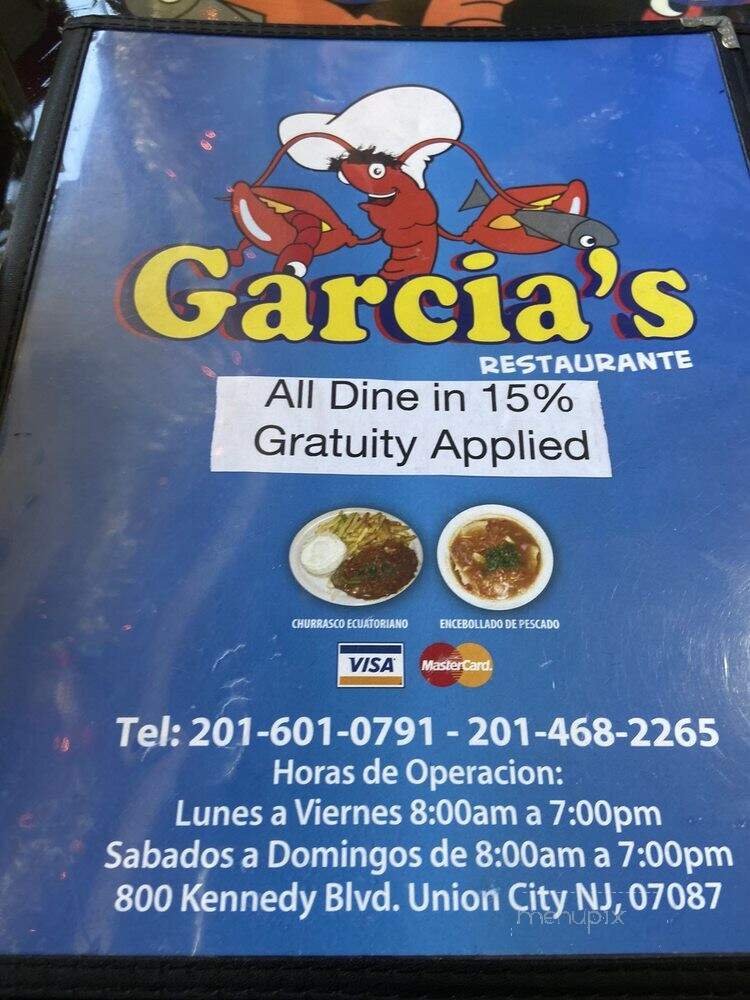 Garcia's
RESTAURANTE
All Dine in 15%
Gratuity Applied
CHURRASCO ECUATORIANO
ENCEBOLLADO DE PESCADO
VISA
MasterCard.
Tel: 201-601-0791 - 201-468-2265
Horas de Operacion:
Lunes a Viernes 8:00am a 7:00pm
Sabados a Domingos de 8:00am a 7:00pm
800 Kennedy Blvd. Union City NJ, 07087
menupix